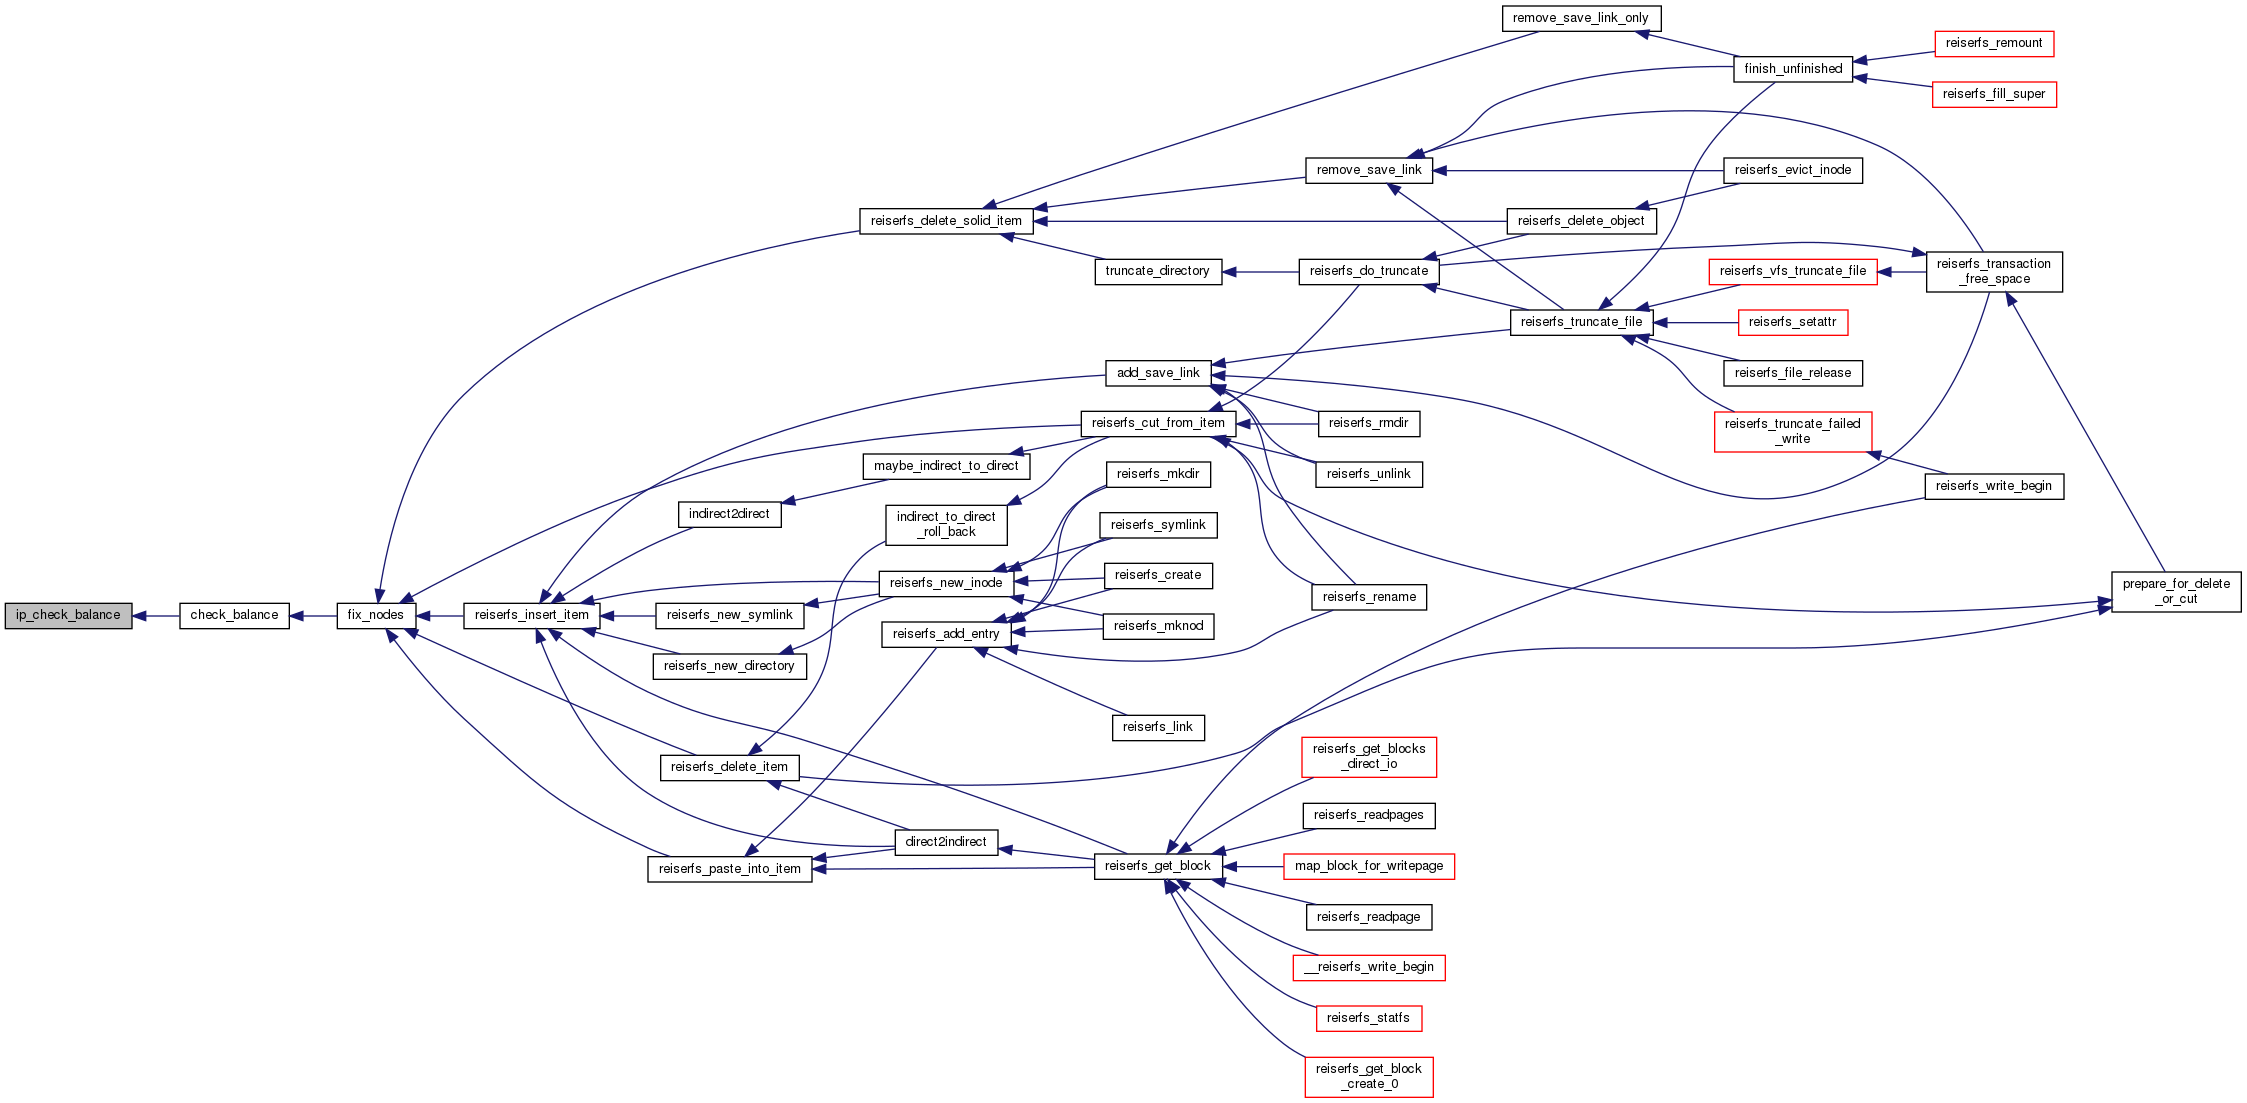 remove_save_link_only
reiserfs_remount
finish_unfinished
reiserfs_fill_super
remove_save_link
reiserfs_evict_inode
reiserfs_delete_solid_item
reiserfs_delete_object
truncate_directory
reiserfs_do_truncate
reiserfs_vfs_truncate_file
reiserfs_transaction
_free_space
reiserfs_truncate_file
reiserfs_setattr
add_save_link
reiserfs_file_release
reiserfs_cut_from_item
reiserfs_rmdir
reiserfs_truncate_failed
_write
maybe_indirect_to_direct
reiserfs_mkdir
reiserfs_unlink
reiserfs_write_begin
indirect2direct
indirect_to_direct
_roll_back
reiserfs_symlink
reiserfs_new_inode
reiserfs_create
reiserfs_rename
prepare_for_delete
_or_cut
ip_check_balance
check_balance
fix_nodes
reiserfs_insert_item
reiserfs_new_symlink
reiserfs_add_entry
reiserfs_mknod
reiserfs_new_directory
reiserfs_link
reiserfs_delete_item
reiserfs_get_blocks
_direct_io
reiserfs_readpages
direct2indirect
reiserfs_paste_into_item
reiserfs_get_block
map_block_for_writepage
reiserfs_readpage
__reiserfs_write_begin
reiserfs_statfs
reiserfs_get_block
_create_0